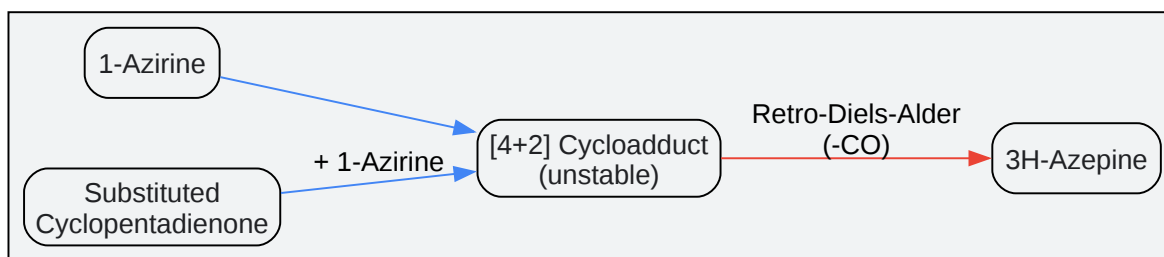 1-Azirine
Substituted
Cyclopentadienone
+ 1-Azirine
[4+2] Cycloadduct
(unstable)
Retro-Diels-Alder
(-CO)
3H-Azepine